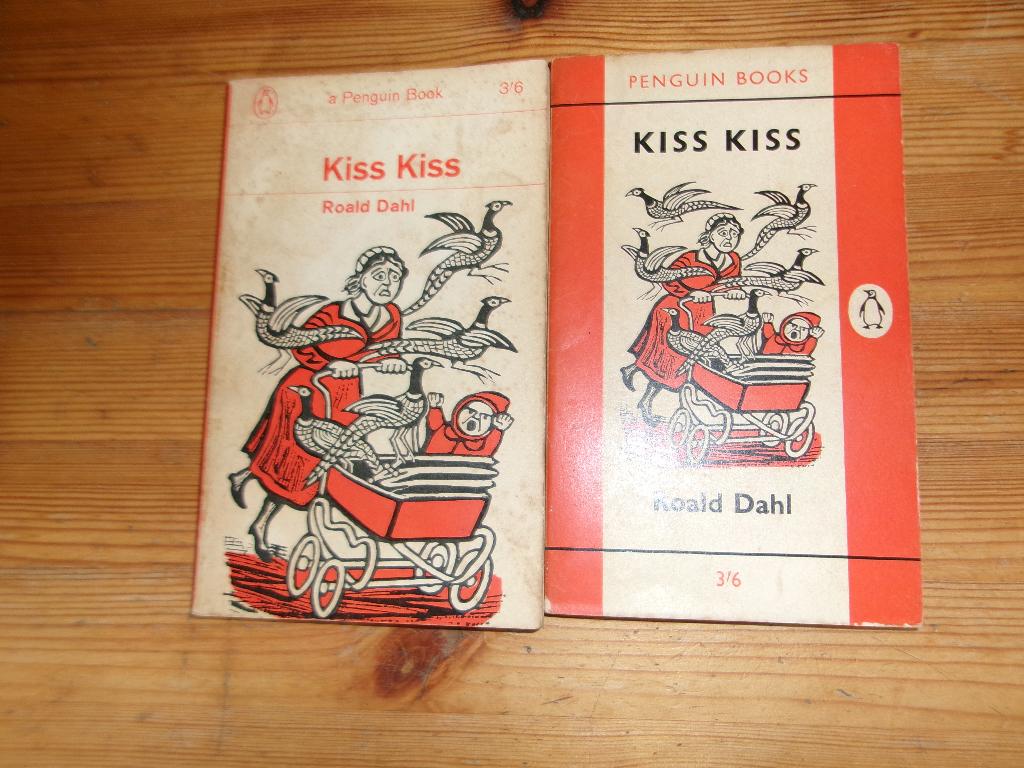 a Penguin Book 3'6
Kiss Kiss
Roald Dahl
PENGUIN BOOKS
KISS KISS
Roald Dahl
3'6